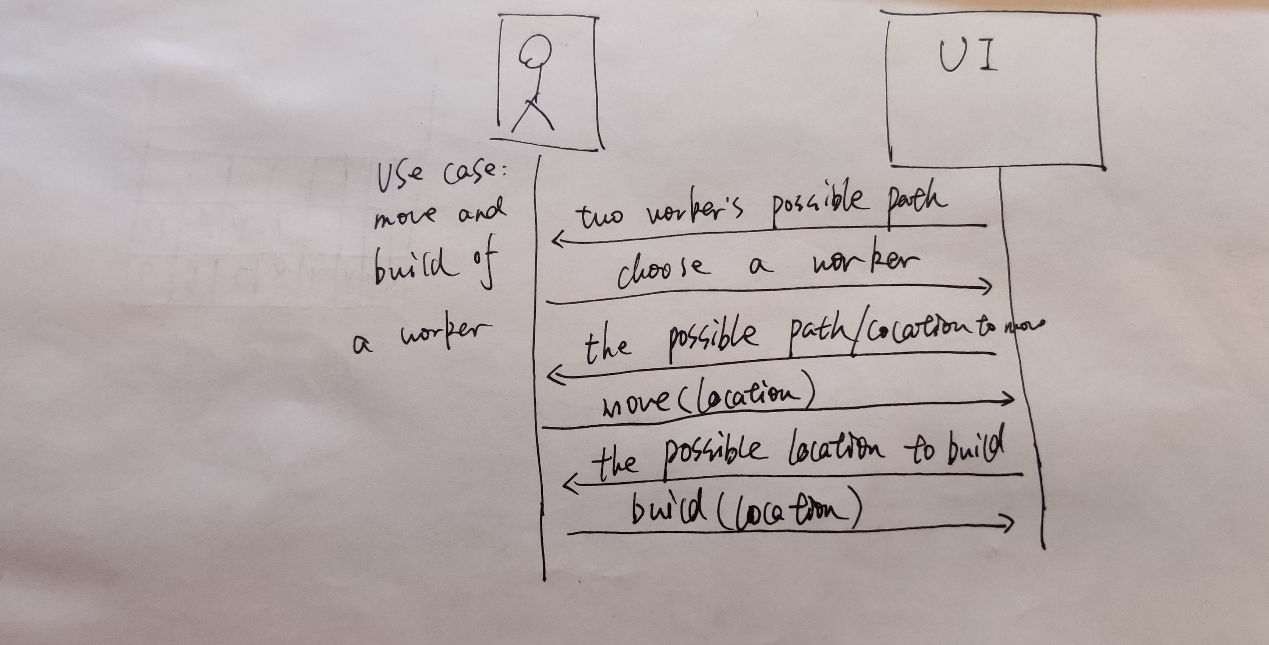 UI
Use case:
move and
build of
a worker
two worker's possible path
choose a worker
the possible path/location to move
move(location)
the possible location to build
build(location)